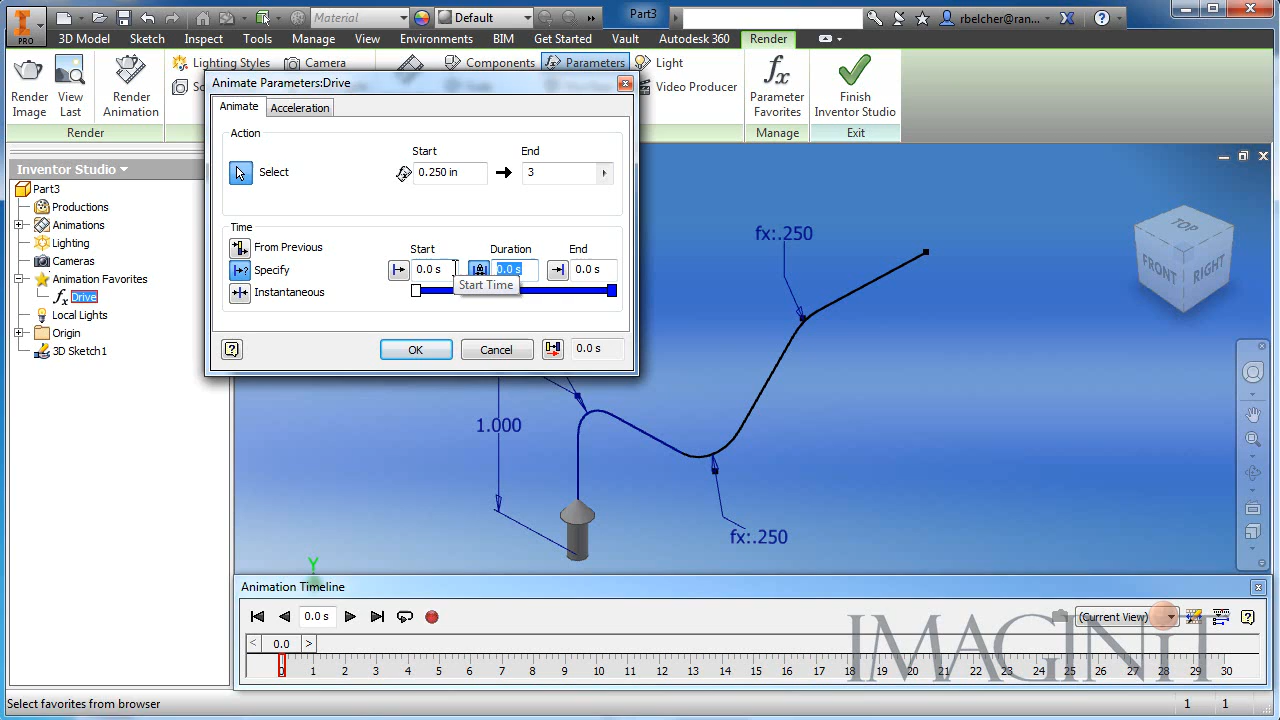 Material
Default
Part3
rbelcher@ran...
PRO
3D Model Sketch Inspect Tools Manage View Environments BIM Get Started Vault Autodesk 360 Render
Lighting Styles Camera Components Parameters Light
Video Producer
Render Image
View Last
Render Animation
Parameter Favorites
Finish Inventor Studio
Render Manage Exit
Animate Parameters:Drive
Animate Acceleration
Action
Start End
Select 0.250 in 3
Time
From Previous Start Duration End
Specify 0.0 s 0.0 s 0.0 s
Start Time
Instantaneous
OK Cancel 0.0 s
Inventor Studio
Part3
Productions
Animations
Lighting
Cameras
Animation Favorites
fx Drive
Local Lights
Origin
3D Sketch1
fx:.250
TOP
FRONT RIGHT
1.000
fx:.250
Y
Animation Timeline
0.0 s (Current View)
IMAGINiT
< 0.0 >
0 1 2 3 4 5 6 7 8 9 10 11 12 13 14 15 16 17 18 19 20 21 22 23 24 25 26 27 28 29 30
Select favorites from browser 1 1